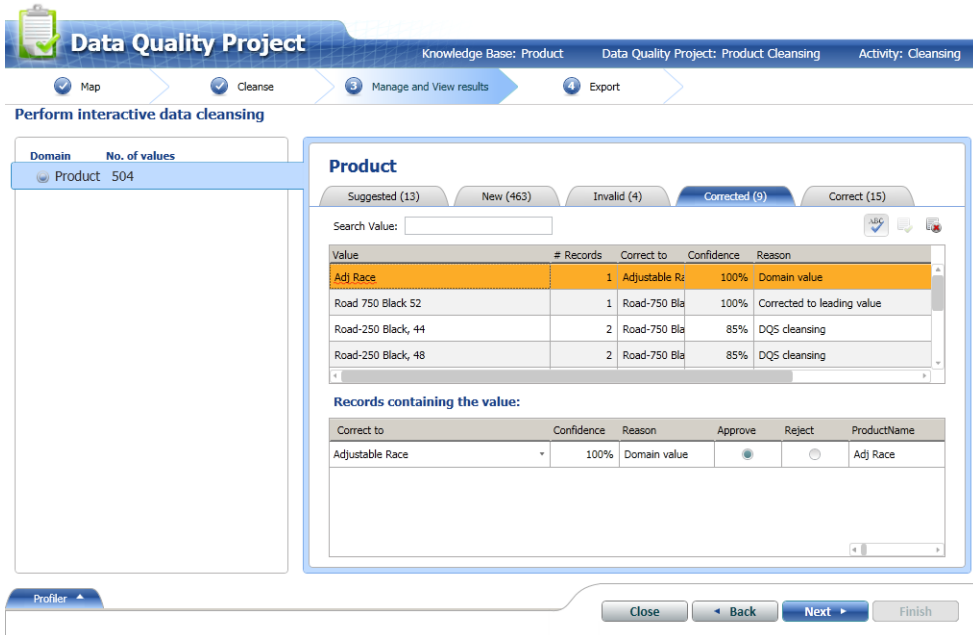 Data Quality Project
Knowledge Base: Product Data Quality Project: Product Cleansing Activity: Cleansing
Map Cleanse 3 Manage and View results 4 Export
Perform interactive data cleansing
Domain No. of values
Product 504
Product
Suggested (13) New (463) Invalid (4) Corrected (9) Correct (15)
Search Value: ABC
Value # Records Correct to Confidence Reason
Adj Race 1 Adjustable Ra 100% Domain value
Road 750 Black 52 1 Road-750 Bla 100% Corrected to leading value
Road-250 Black, 44 2 Road-750 Bla 85% DQS cleansing
Road-250 Black, 48 2 Road-750 Bla 85% DQS cleansing
Records containing the value:
Correct to Confidence Reason Approve Reject ProductName
Adjustable Race 100% Domain value Adj Race
Profiler
Close Back Next Finish